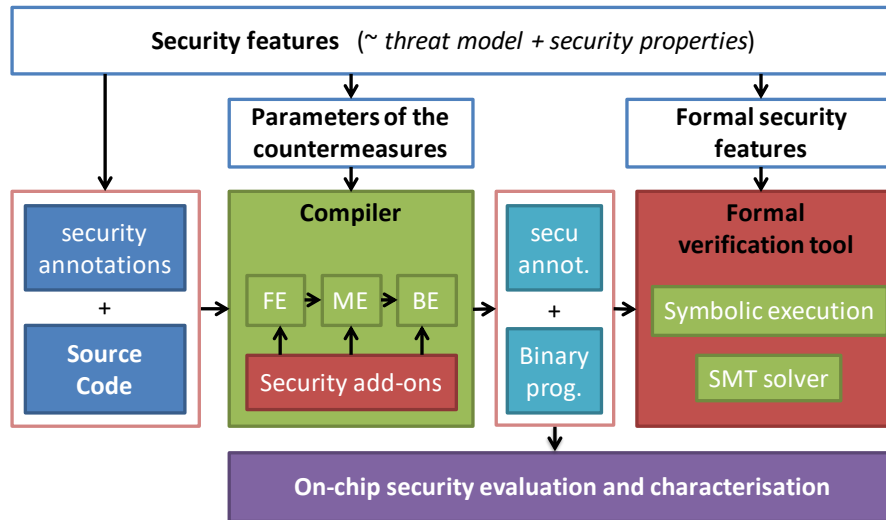 Security features (~ threat model + security properties)
Parameters of the
countermeasures
Formal security
features
security
annotations
+
Source
Code
Compiler
FE
ME
BE
Security add-ons
secu
annot.
+
Binary
prog.
Formal
verification tool
Symbolic execution
SMT solver
On-chip security evaluation and characterisation